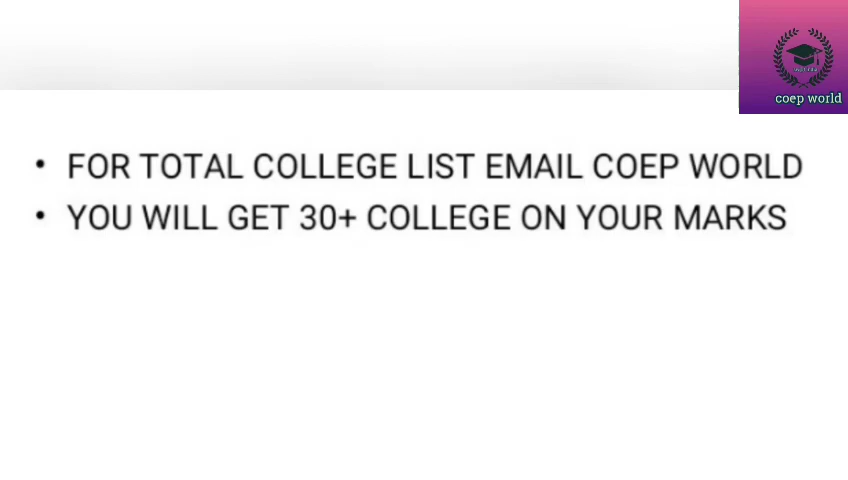 coep world
• FOR TOTAL COLLEGE LIST EMAIL COEP WORLD
• YOU WILL GET 30+ COLLEGE ON YOUR MARKS